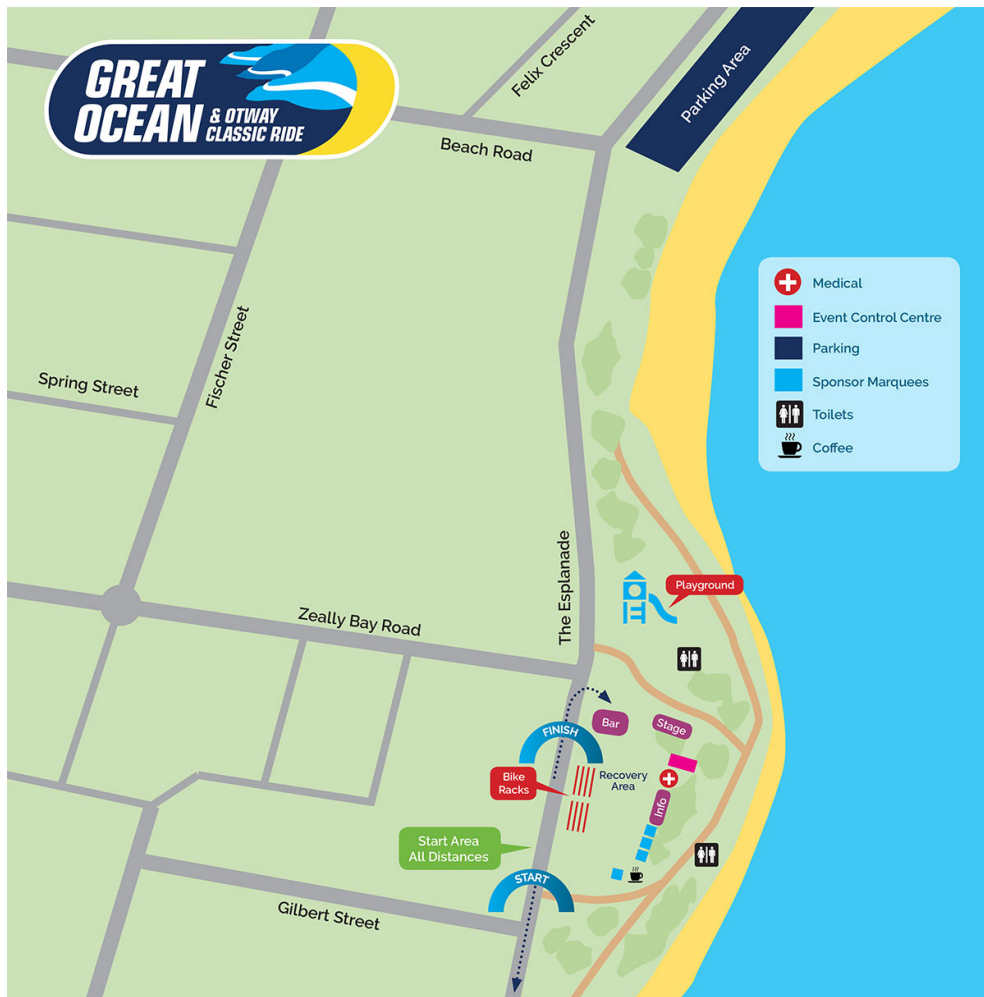 GREAT
OCEAN
& OTWAY
CLASSIC RIDE
Felix Crescent
Parking Area
Beach Road
Medical
Event Control Centre
Parking
Sponsor Marquees
Toilets
Coffee
Fischer Street
Spring Street
The Esplanade
Playground
Zeally Bay Road
Bar
Stage
FINISH
Bike
Racks
Recovery
Area
Info
Start Area
All Distances
START
Gilbert Street